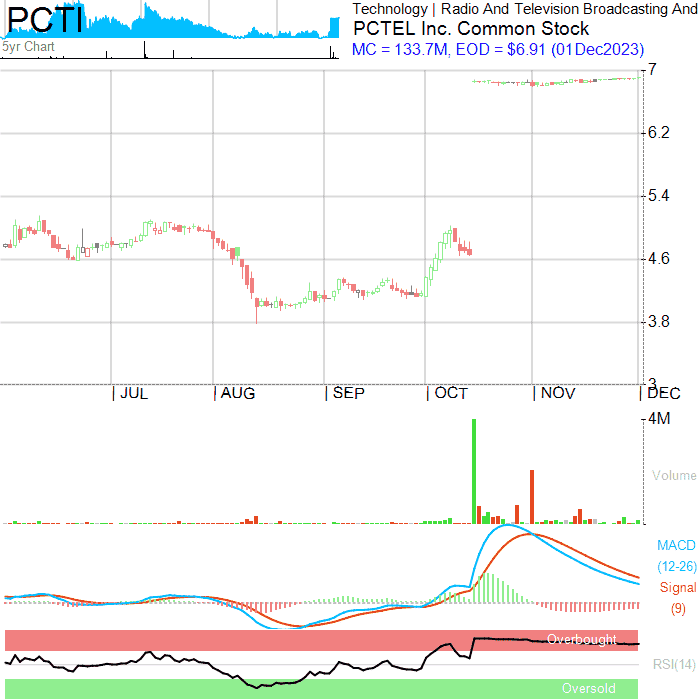 PCTI
5yr Chart
Technology | Radio And Television Broadcasting And
PCTEL Inc. Common Stock
MC = 133.7M, EOD = $6.91 (01Dec2023)
7
6.2
5.4
4.6
3.8
3
JUL
AUG
SEP
OCT
NOV
DEC
4M
Volume
MACD
(12-26)
Signal
(9)
Overbought
RSI(14)
Oversold